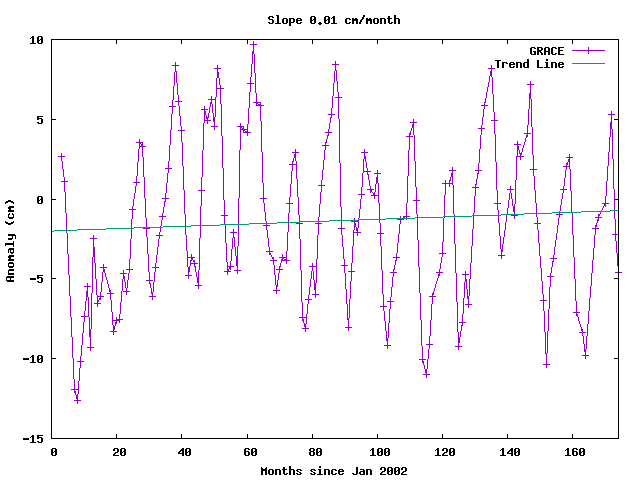 Slope 0.01 cm/month
GRACE
Trend Line
10
5
0
-5
-10
-15
Anomaly (cm)
0 20 40 60 80 100 120 140 160
Months since Jan 2002